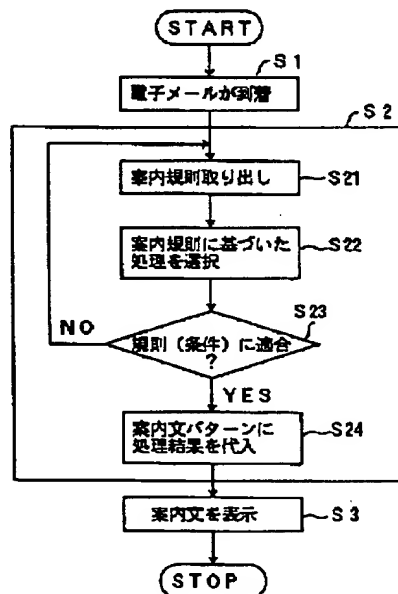 START
S1
電子メールが到着
S2
案内規則取り出し
S21
案内規則に基づいた
処理を選択
S22
規則（条件）に適合
?
S23
NO
YES
案内文パターンに
処理結果を代入
S24
案内文を表示
S3
STOP